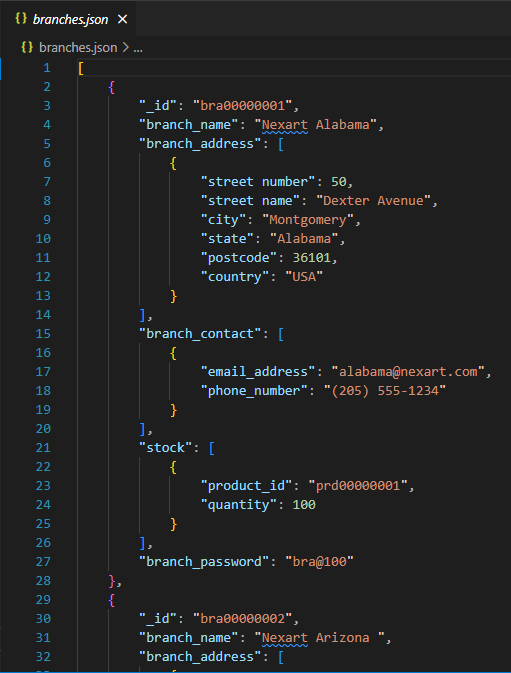 {} branches.json ×
{} branches.json > ...
1 [
2 {
3 "_id": "bra00000001",
4 "branch_name": "Nexart Alabama",
5 "branch_address": [
6 {
7 "street number": 50,
8 "street name": "Dexter Avenue",
9 "city": "Montgomery",
10 "state": "Alabama",
11 "postcode": 36101,
12 "country": "USA"
13 }
14 ],
15 "branch_contact": [
16 {
17 "email_address": "alabama@nexart.com",
18 "phone_number": "(205) 555-1234"
19 }
20 ],
21 "stock": [
22 {
23 "product_id": "prd00000001",
24 "quantity": 100
25 }
26 ],
27 "branch_password": "bra@100"
28 },
29 {
30 "_id": "bra00000002",
31 "branch_name": "Nexart Arizona ",
32 "branch_address": [